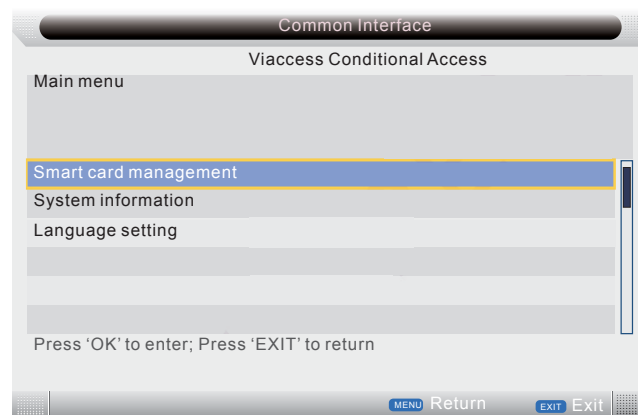 Common Interface
Viaccess Conditional Access
Main menu
Smart card management
System information
Language setting
Press ‘OK’ to enter; Press ‘EXIT’ to return
MENU Return EXIT Exit